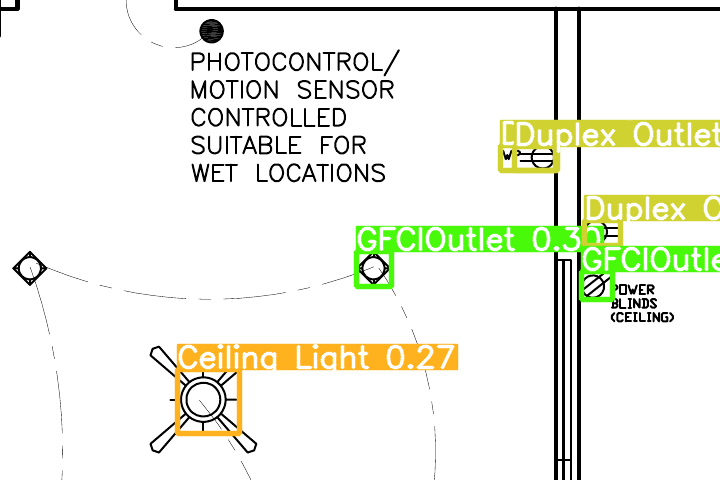 PHOTOCONTROL/
MOTION SENSOR
CONTROLLED
SUITABLE FOR
WET LOCATIONS
Duplex Outlet
Duplex O
GFCIOutlet 0.30
GFCIOutle
POWER
BLINDS
(CEILING)
Ceiling Light 0.27